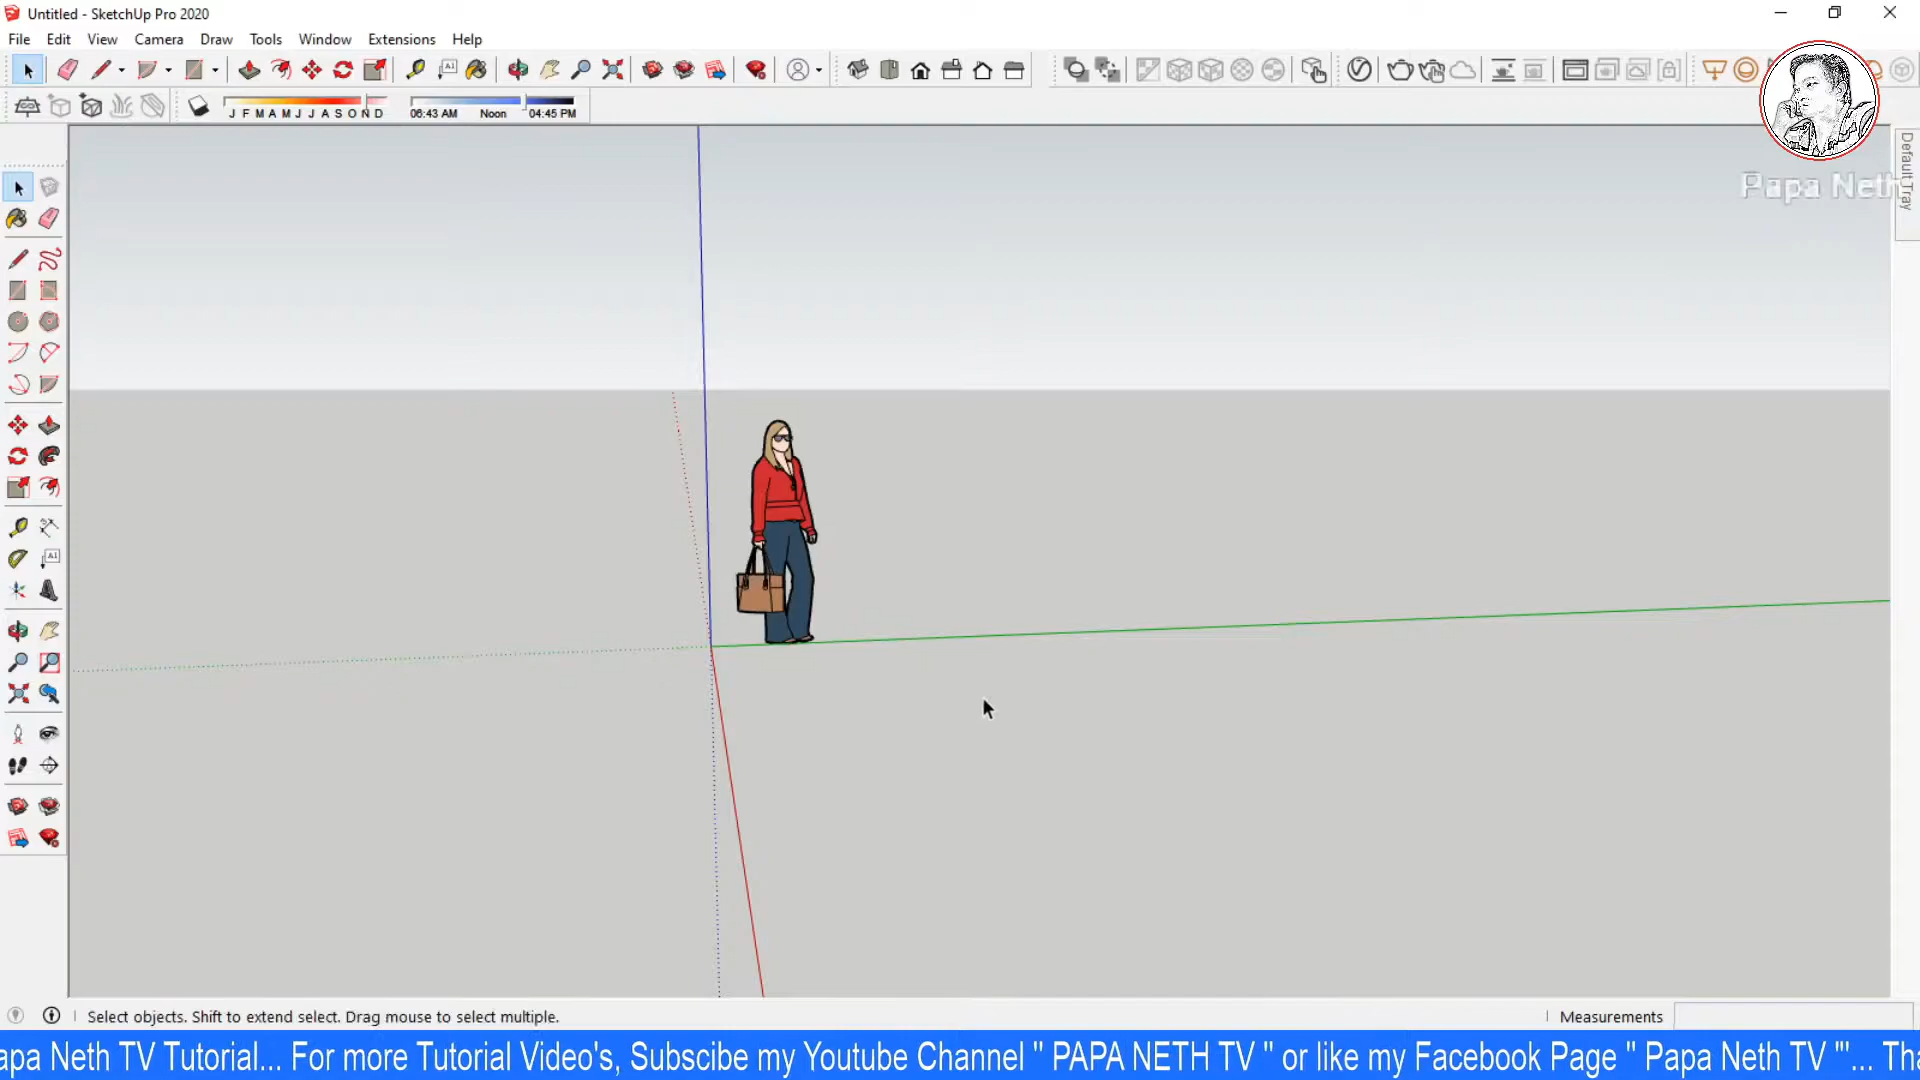 Untitled - SketchUp Pro 2020
File Edit View Camera Draw Tools Window Extensions Help
J F M A M J J A S O N D 06:43 AM Noon 04:45 PM
Papa Neth
Default Tray
Select objects. Shift to extend select. Drag mouse to select multiple.
Measurements
apa Neth TV Tutorial... For more Tutorial Video's, Subscibe my Youtube Channel " PAPA NETH TV " or like my Facebook Page " Papa Neth TV "'... Tha